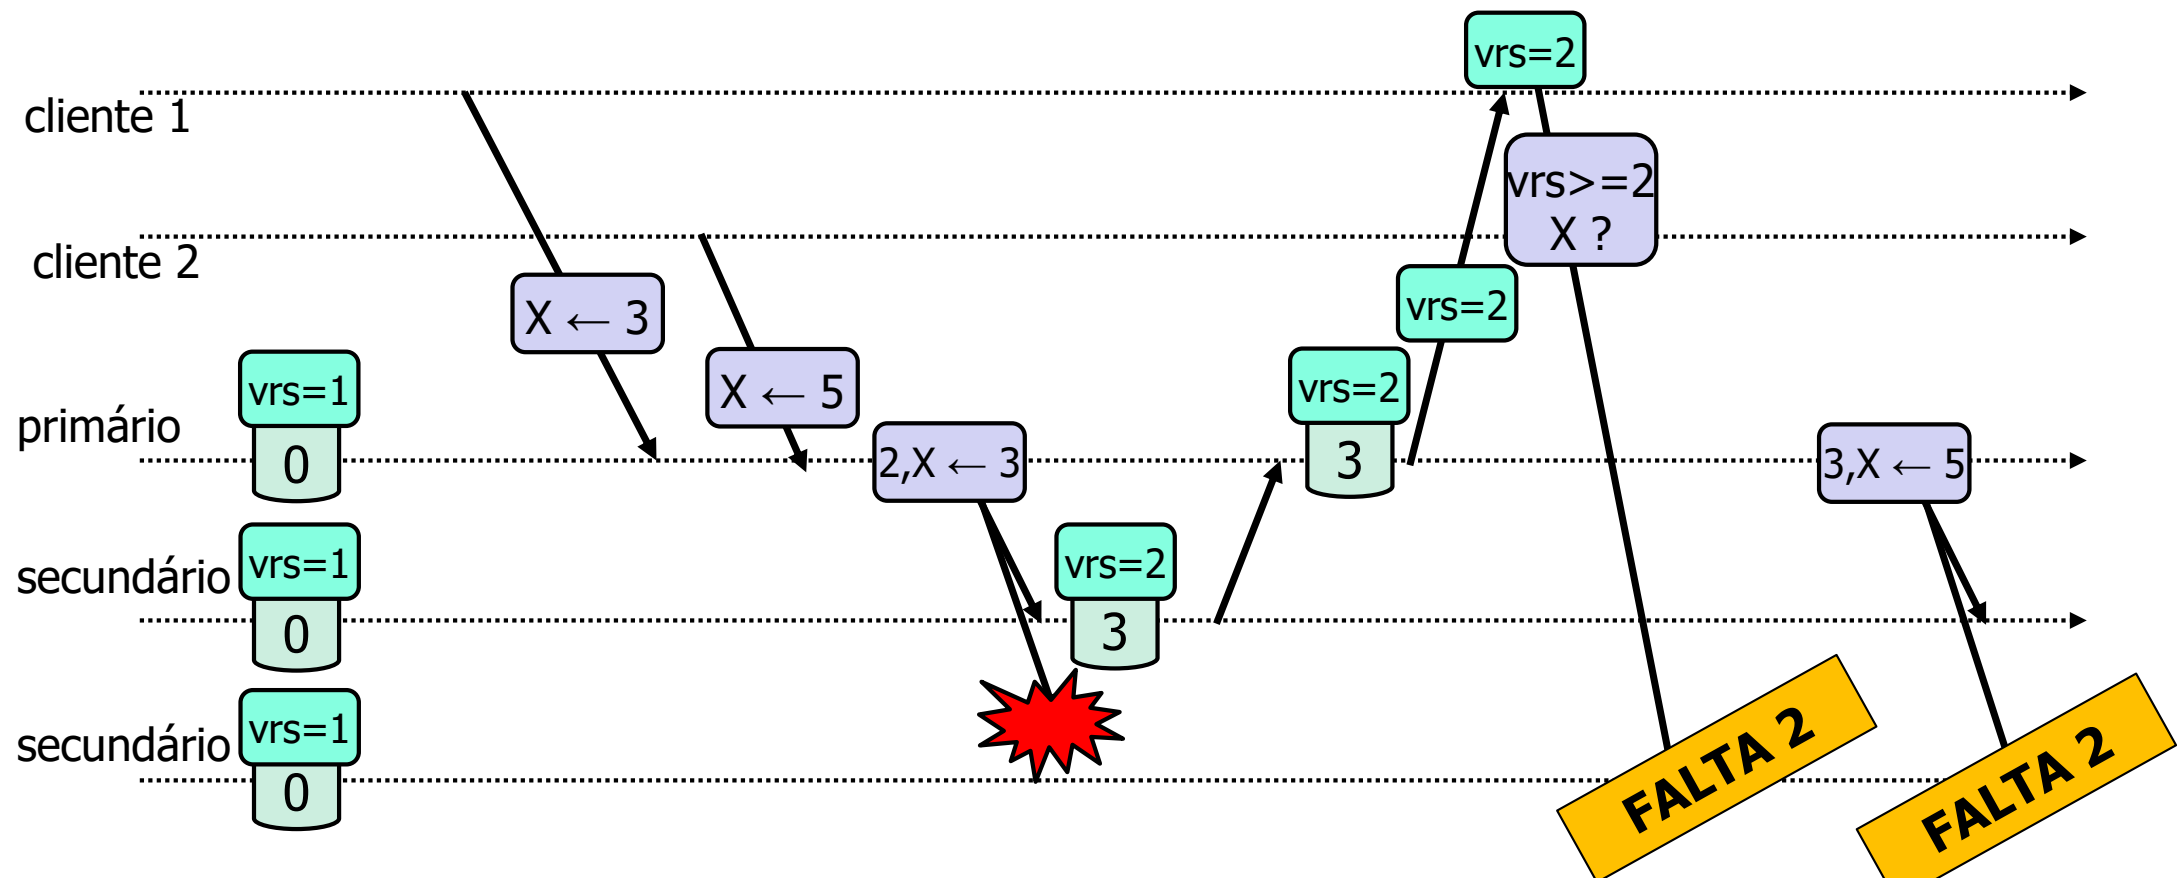 vrs=2
cliente 1
vrs>=2
X ?
cliente 2
X ← 3
vrs=2
X ← 5
vrs=1
vrs=2
primário
0
2,X ← 3
3
3,X ← 5
vrs=1
vrs=2
secundário
0
3
vrs=1
secundário
0
FALTA 2
FALTA 2